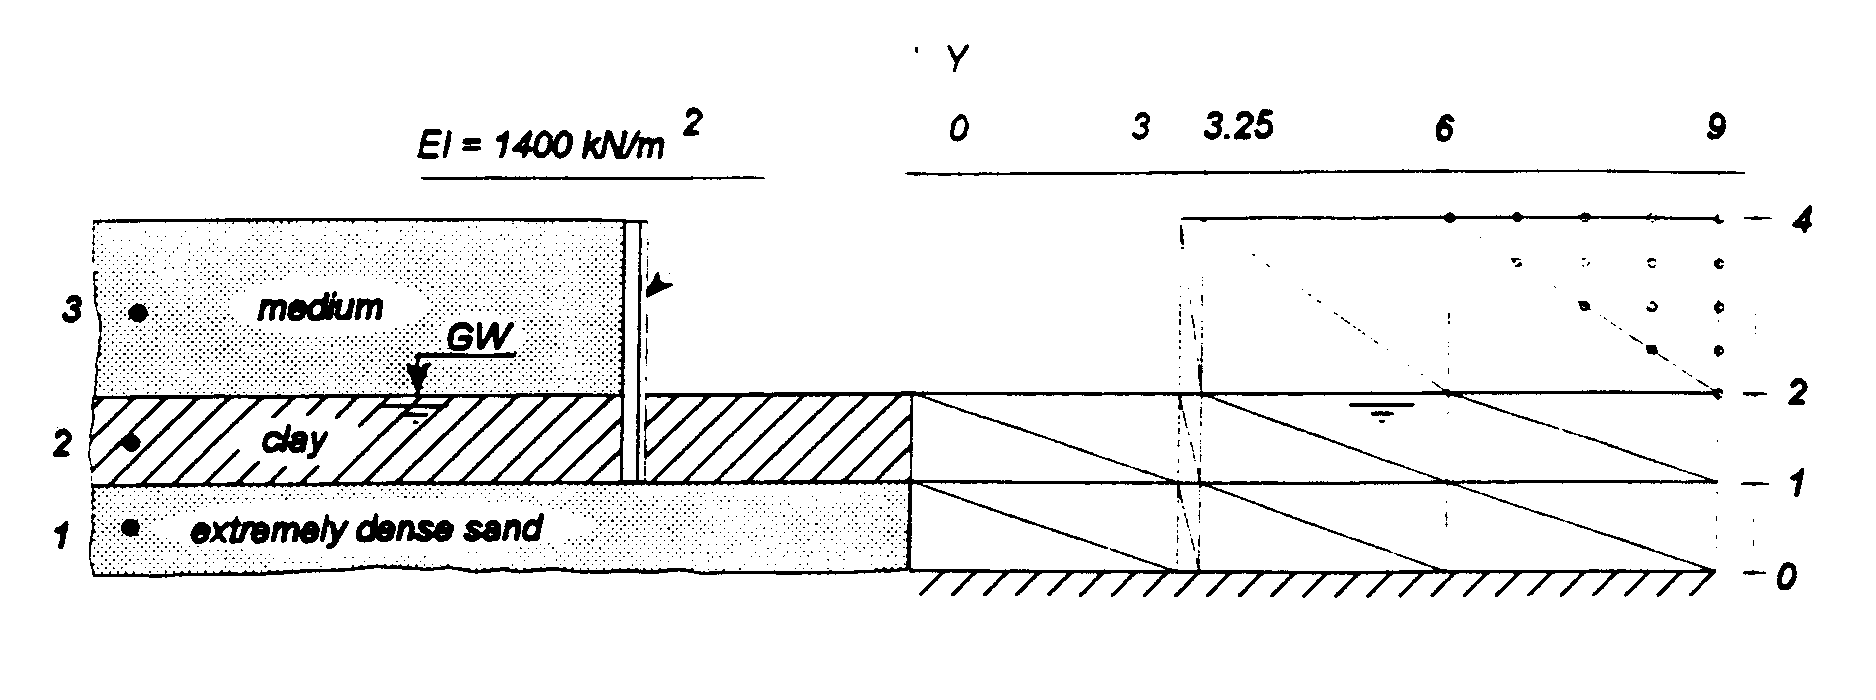 Y
0 3 3.25 6 9
EI = 1400 kN/m 2
4
3 medium
GW
2
2 clay
1
1 extremely dense sand
0